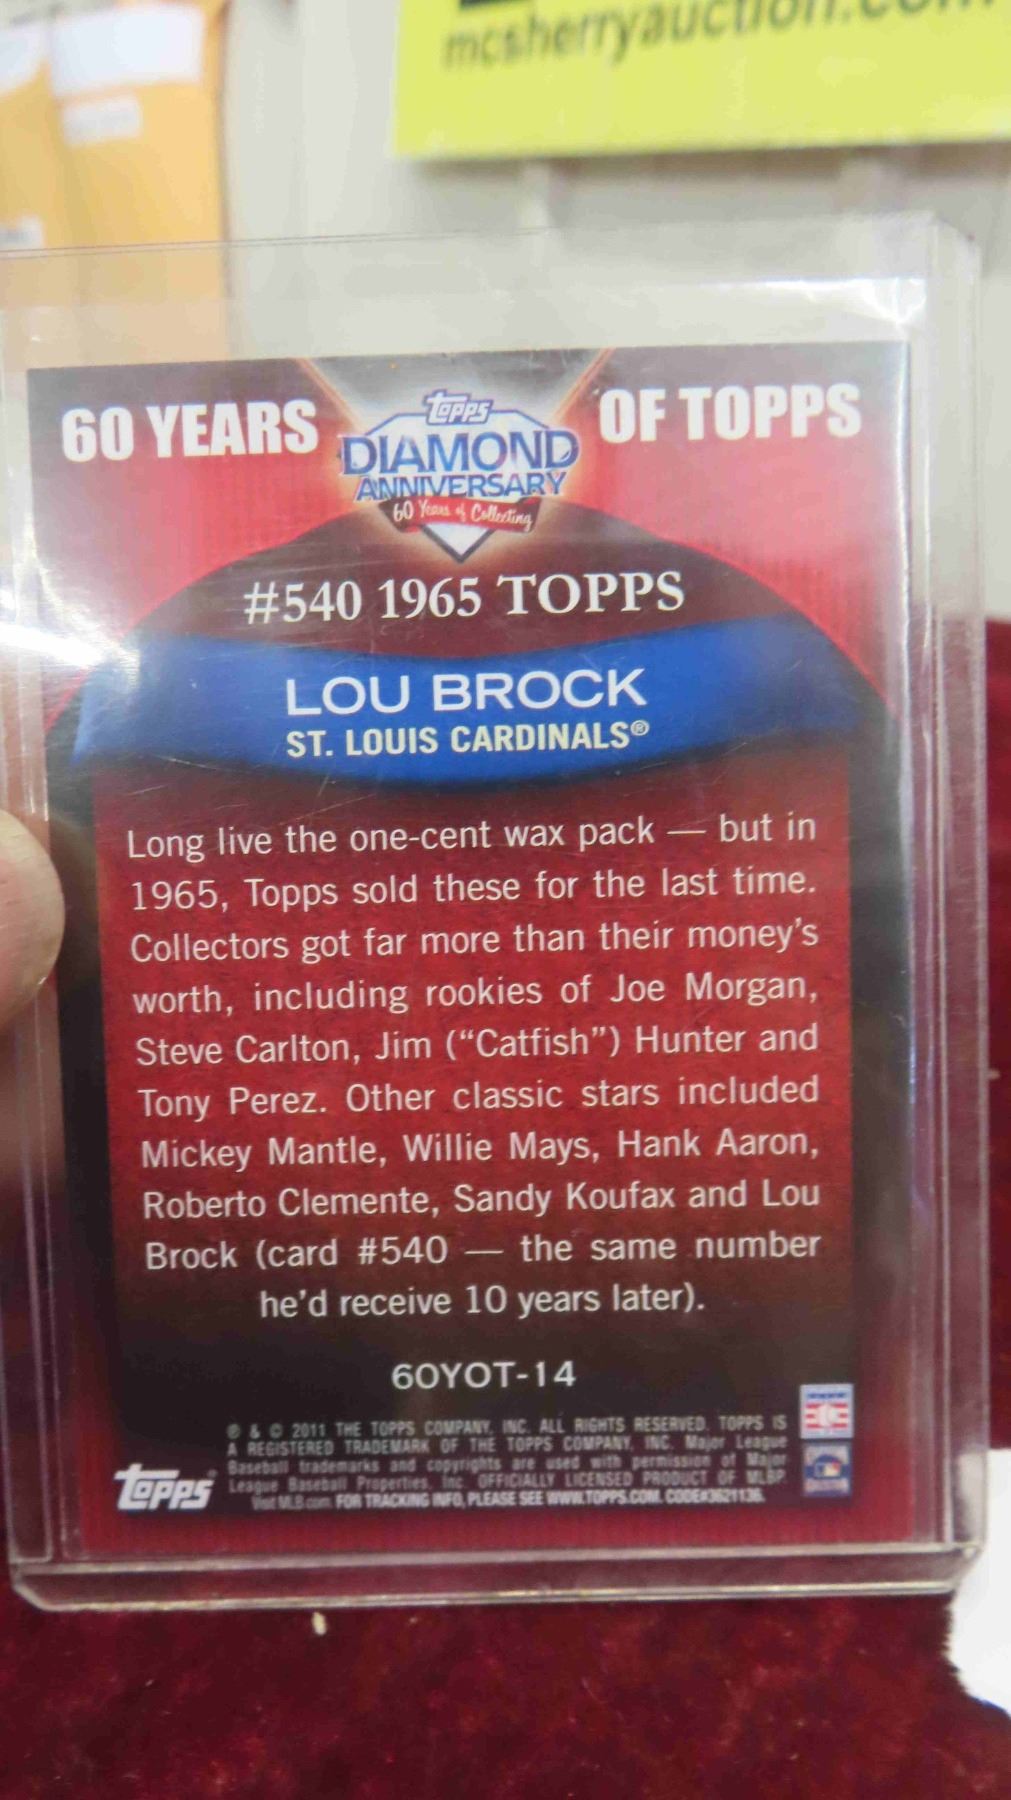 mcsherryauction.com
60 YEARS OF TOPPS
Topps
DIAMOND
ANNIVERSARY
60 Years of Collecting
#540 1965 TOPPS
LOU BROCK
ST. LOUIS CARDINALS®
Long live the one-cent wax pack — but in
1965, Topps sold these for the last time.
Collectors got far more than their money's
worth, including rookies of Joe Morgan,
Steve Carlton, Jim ("Catfish") Hunter and
Tony Perez. Other classic stars included
Mickey Mantle, Willie Mays, Hank Aaron,
Roberto Clemente, Sandy Koufax and Lou
Brock (card #540 — the same number
he'd receive 10 years later).
60YOT-14
® & © 2011 THE TOPPS COMPANY, INC. ALL RIGHTS RESERVED. TOPPS IS
A REGISTERED TRADEMARK OF THE TOPPS COMPANY, INC. Major League
Baseball trademarks and copyrights are used with permission of Major
League Baseball Properties, Inc. OFFICIALLY LICENSED PRODUCT OF MLBP.
Visit MLB.com. FOR TRACKING INFO, PLEASE SEE WWW.TOPPS.COM. CODE#3621136.
Topps